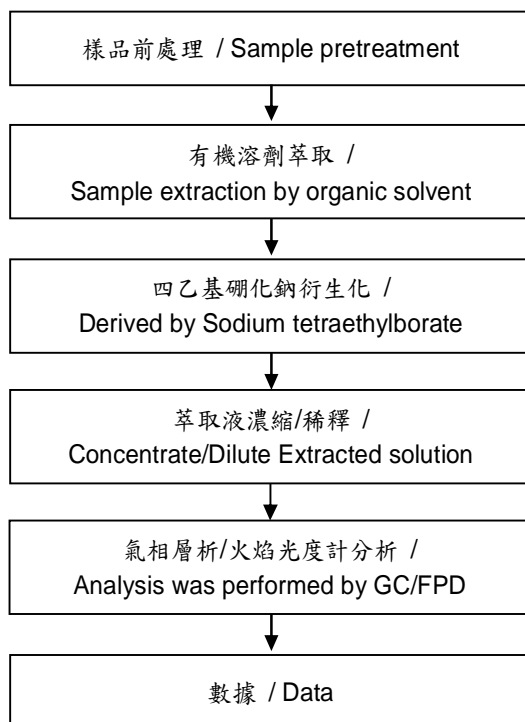 樣品前處理 / Sample pretreatment
有機溶劑萃取 /
Sample extraction by organic solvent
四乙基硼化鈉衍生化 /
Derived by Sodium tetraethylborate
萃取液濃縮/稀釋 /
Concentrate/Dilute Extracted solution
氣相層析/火焰光度計分析 /
Analysis was performed by GC/FPD
數據 / Data